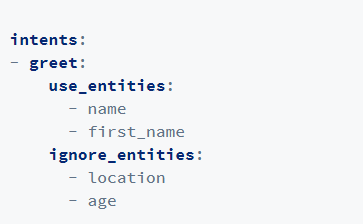 intents:
- greet:
    use_entities:
      - name
      - first_name
    ignore_entities:
      - location
      - age